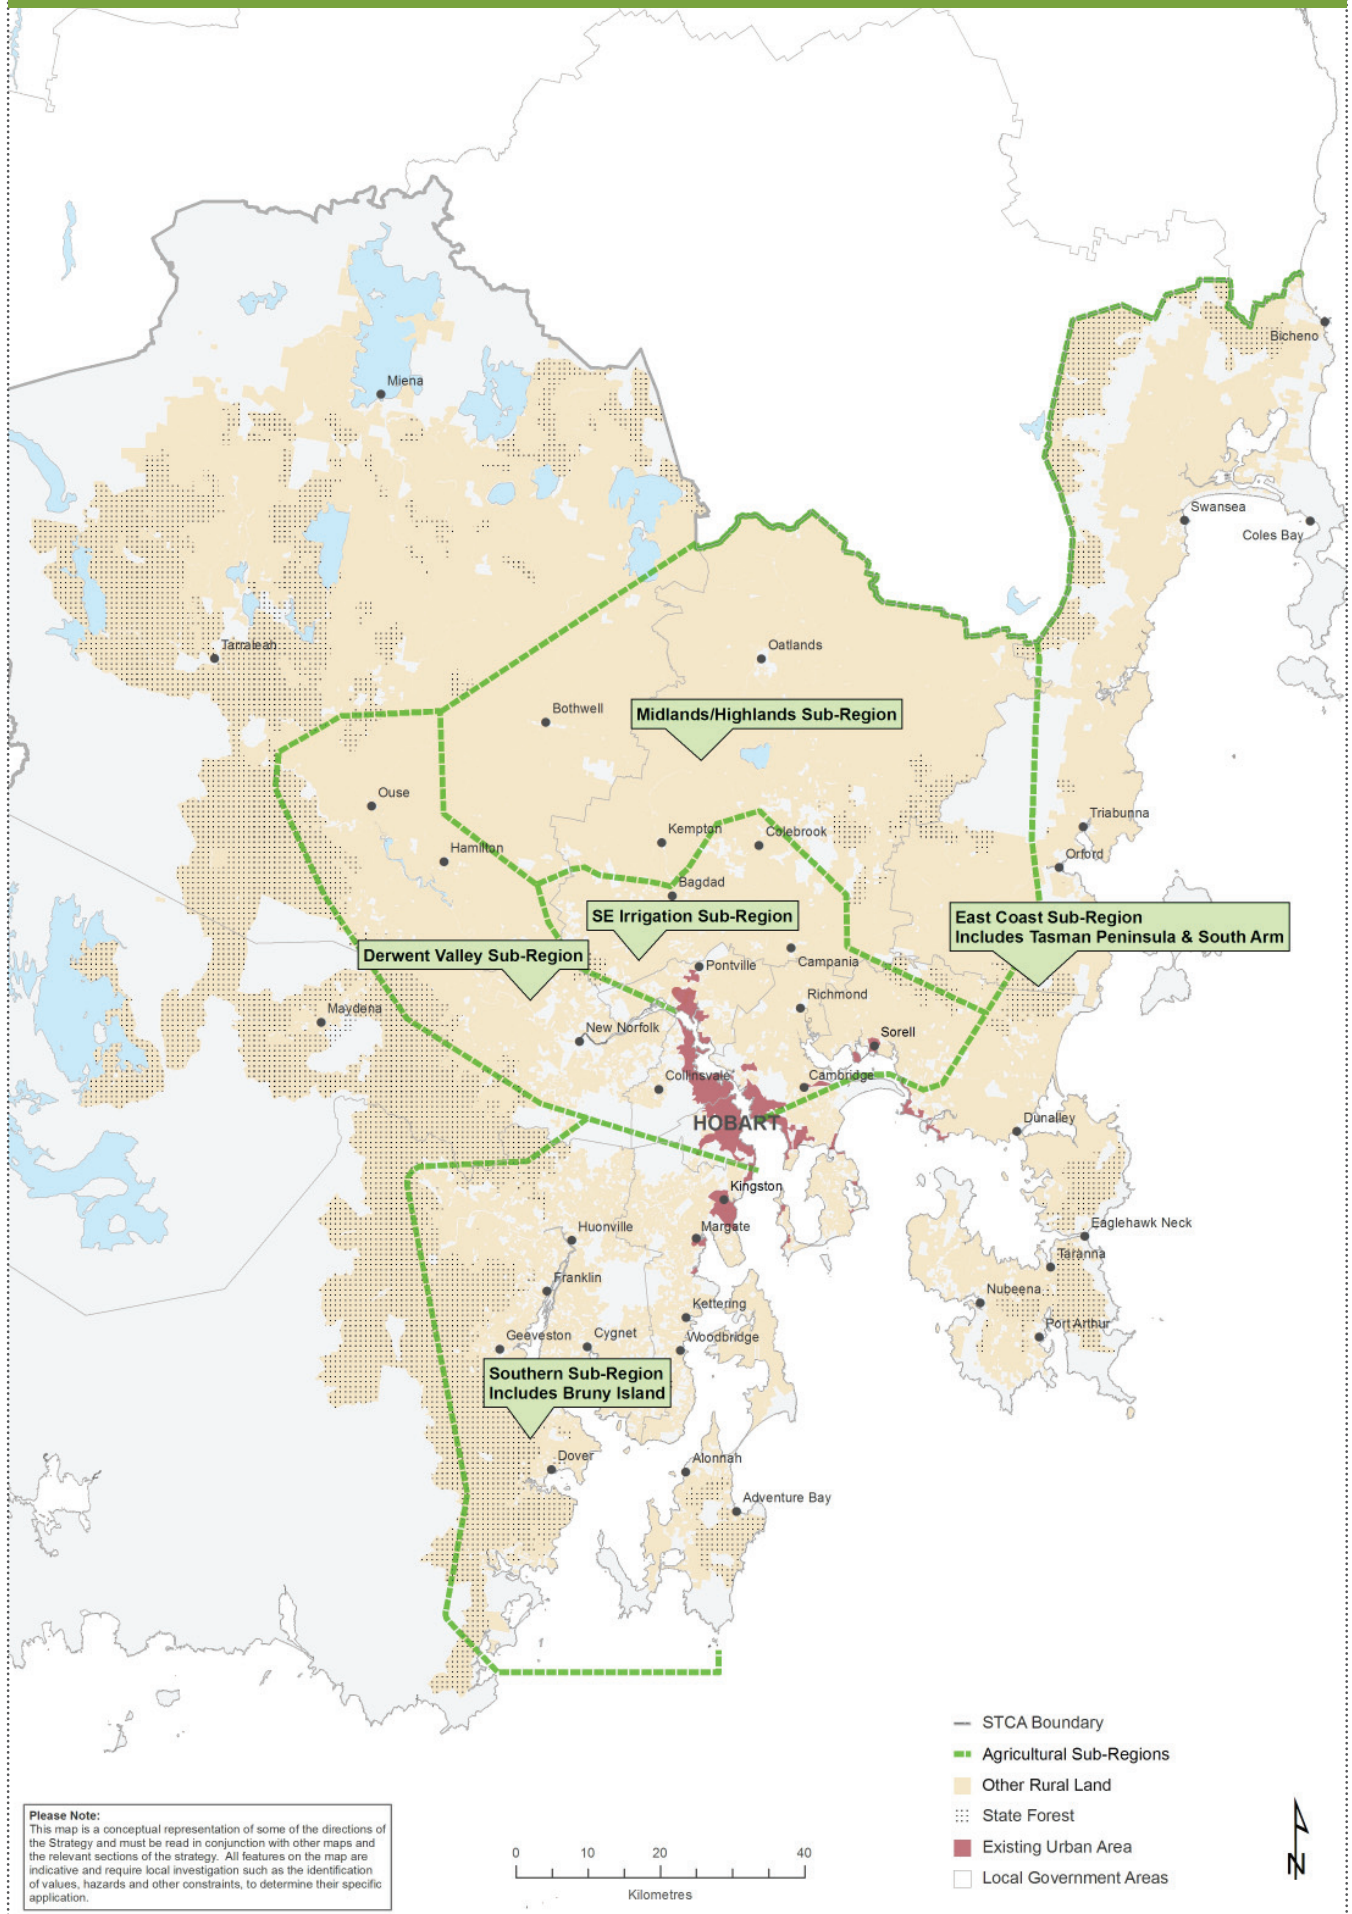 Bicheno
Miena
Swansea
Coles Bay
Tarraleah
Oatlands
Bothwell
Midlands/Highlands Sub-Region
Ouse
Triabunna
Kempton
Colebrook
Hamilton
Orford
Bagdad
SE Irrigation Sub-Region
East Coast Sub-Region
Includes Tasman Peninsula & South Arm
Derwent Valley Sub-Region
Pontville
Campania
Richmond
Maydena
New Norfolk
Sorell
Collinsvale
Cambridge
HOBART
Dunalley
Kingston
Huonville
Margate
Eaglehawk Neck
Taranna
Franklin
Nubeena
Kettering
Port Arthur
Geeveston
Cygnet
Woodbridge
Southern Sub-Region
Includes Bruny Island
Dover
Alonnah
Adventure Bay
STCA Boundary
Agricultural Sub-Regions
Other Rural Land
State Forest
Existing Urban Area
Local Government Areas
N
Please Note:
This map is a conceptual representation of some of the directions of
the Strategy and must be read in conjunction with other maps and
the relevant sections of the strategy. All features on the map are
indicative and require local investigation such as the identification
of values, hazards and other constraints, to determine their specific
application.
0 10 20 40
Kilometres